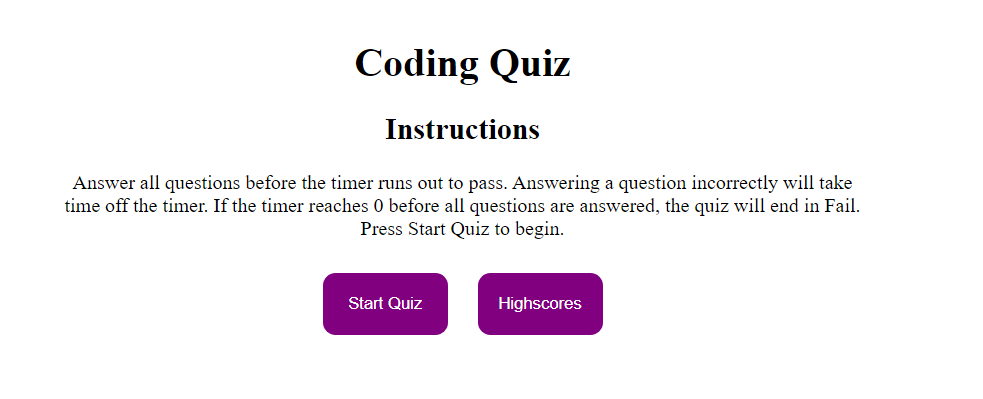 Coding Quiz
Instructions
Answer all questions before the timer runs out to pass. Answering a question incorrectly will take
time off the timer. If the timer reaches 0 before all questions are answered, the quiz will end in Fail.
Press Start Quiz to begin.
Start Quiz
Highscores